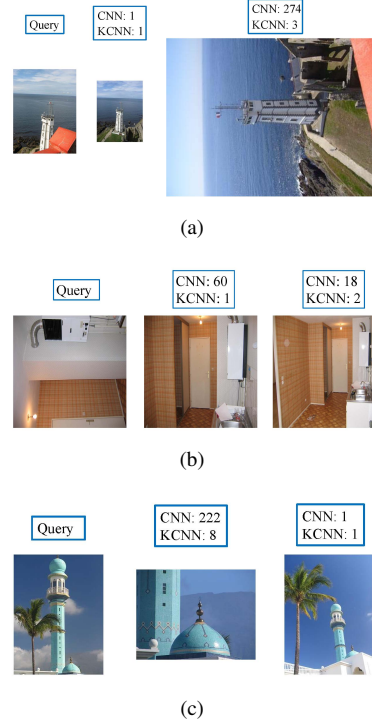 Query
CNN: 1
KCNN: 1
CNN: 274
KCNN: 3
(a)
Query
CNN: 60
KCNN: 1
CNN: 18
KCNN: 2
(b)
Query
CNN: 222
KCNN: 8
CNN: 1
KCNN: 1
(c)